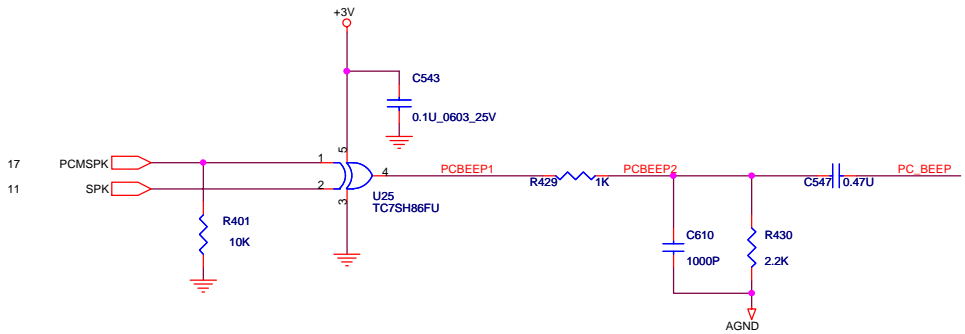 +3V
C543
0.1U_0603_25V
5
17 PCMSPK 1
4 PCBEEP1 PCBEEP2 PC_BEEP
11 SPK 2
R429 1K C547 0.47U
U25
TC7SH86FU
3
R401
10K
C610
1000P
R430
2.2K
AGND